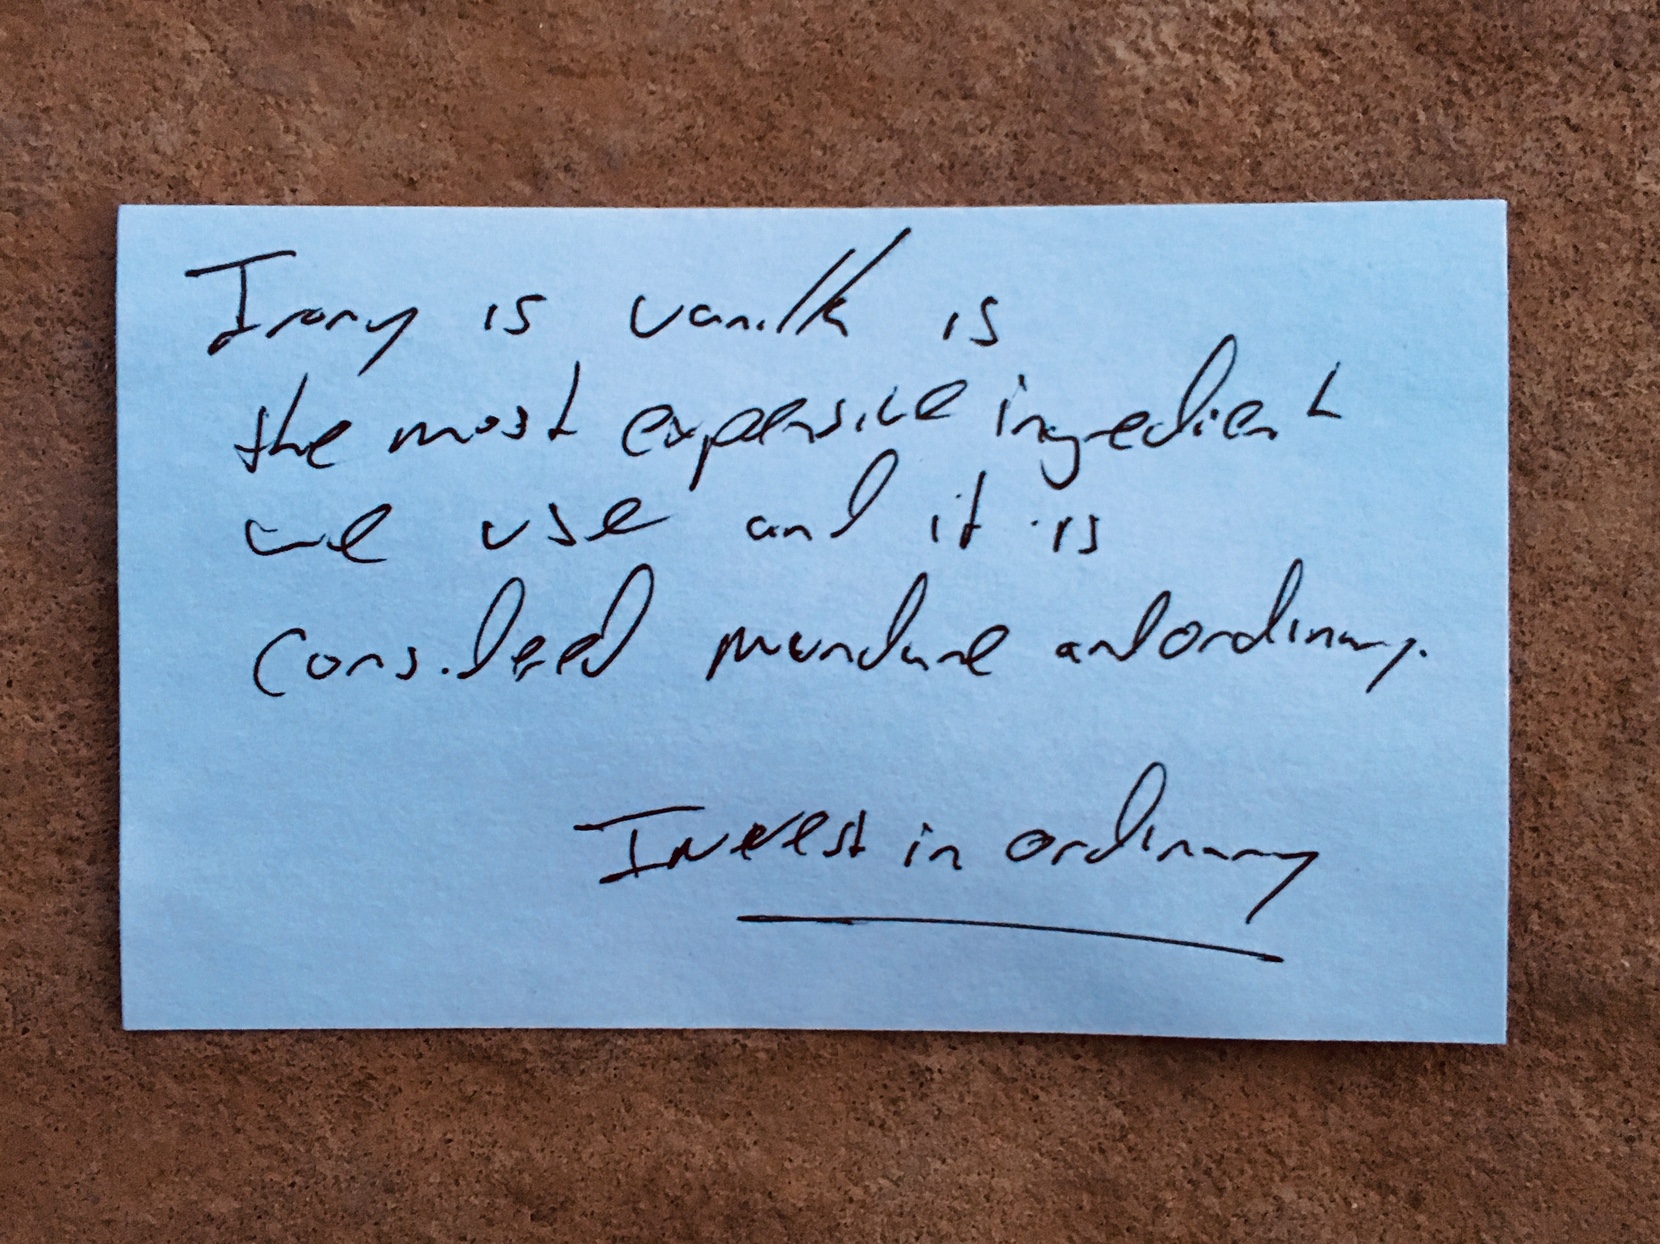 Irony is vanilla is
the most expensive ingredient
we use and it is
considered mundane and ordinary.
Invest in ordinary